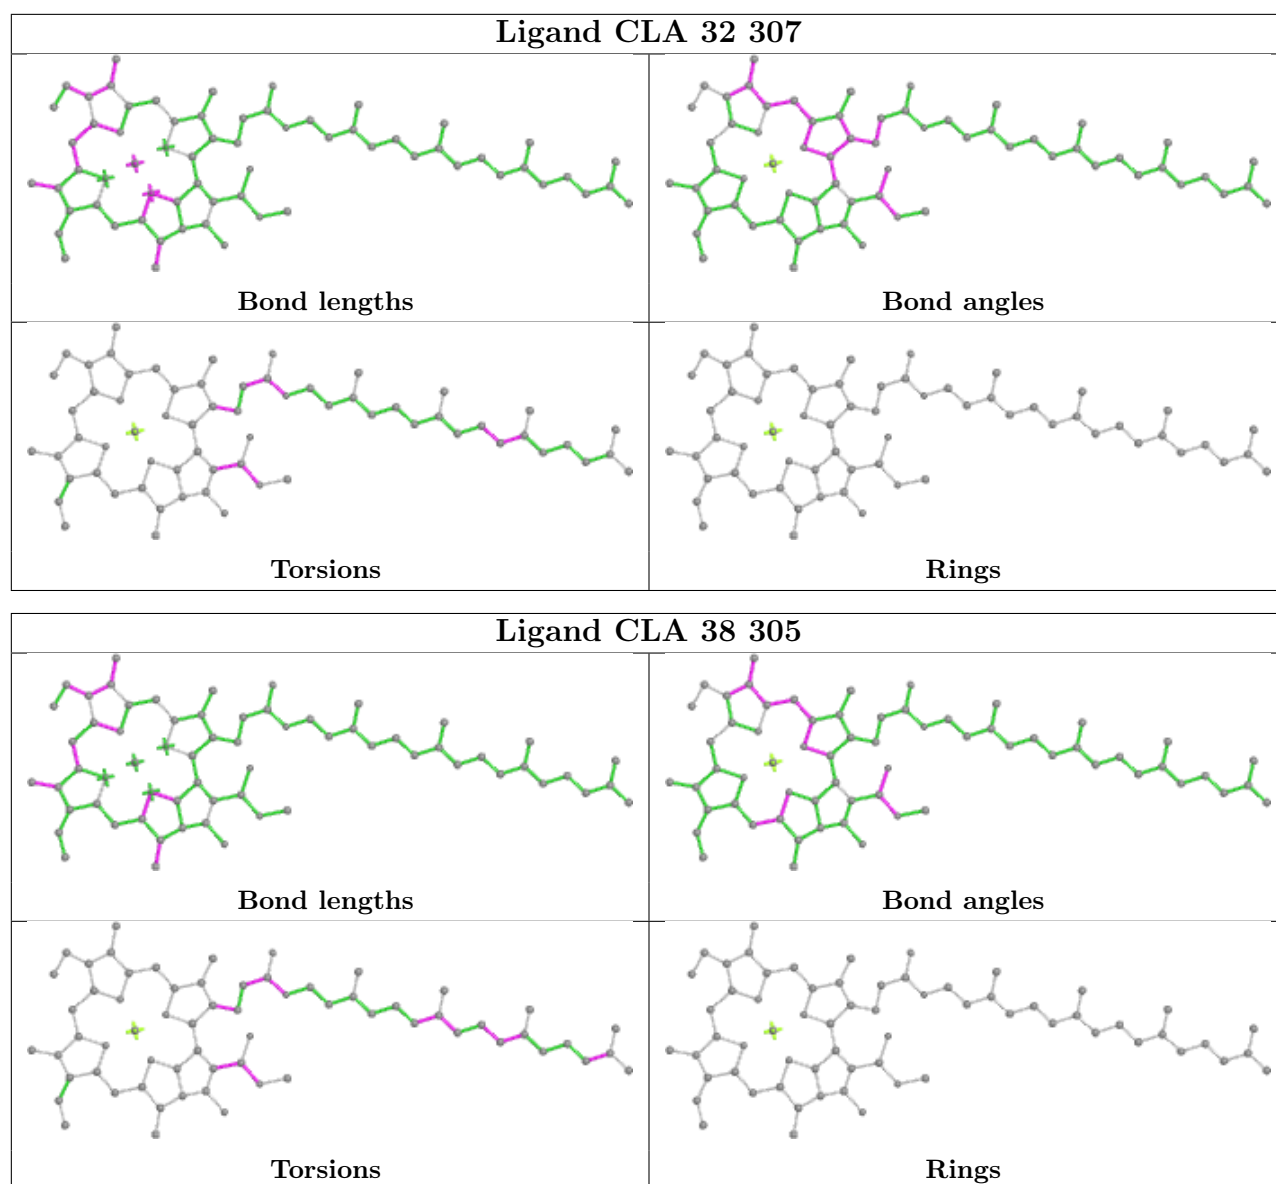 Ligand CLA 32 307
Bond lengths
Bond angles
Torsions
Rings
Ligand CLA 38 305
Bond lengths
Bond angles
Torsions
Rings